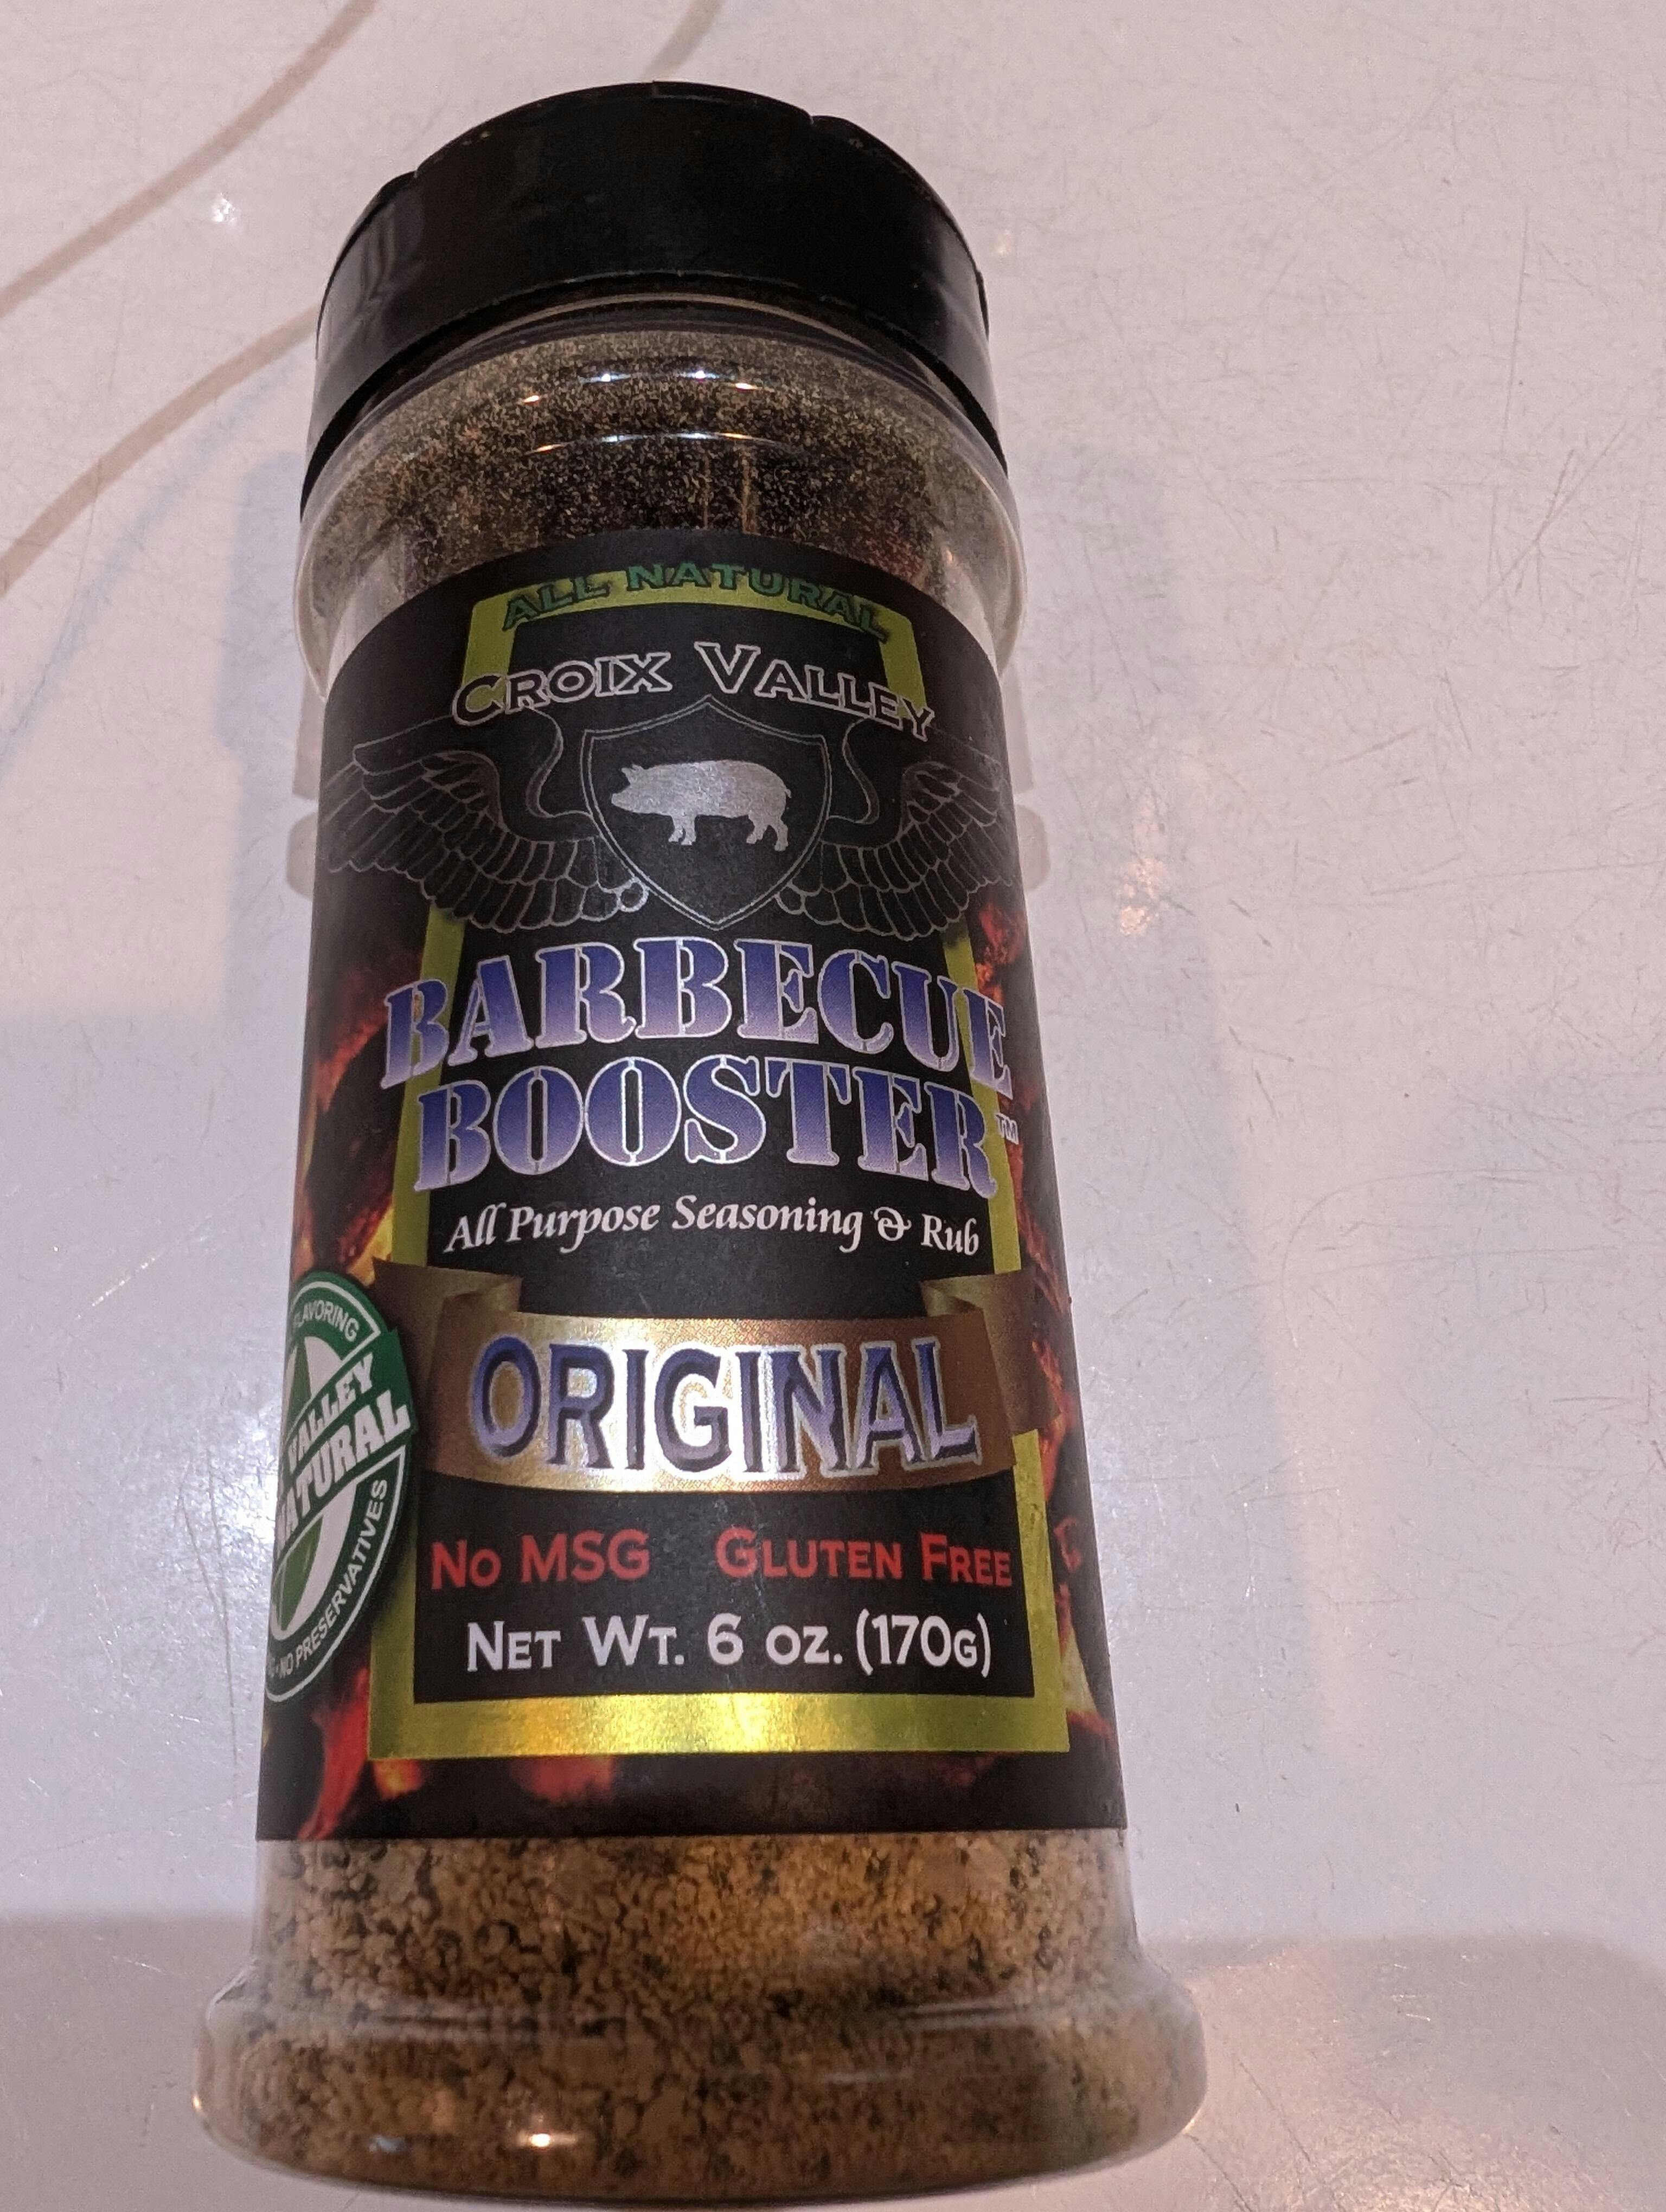 ALL NATURAL
CROIX VALLEY
BARBECUE
BOOSTER™
All Purpose Seasoning & Rub
ORIGINAL
NO MSG GLUTEN FREE
NET WT. 6 OZ. (170G)
FLAVORING
VALLEY
NATURAL
NO PRESERVATIVES